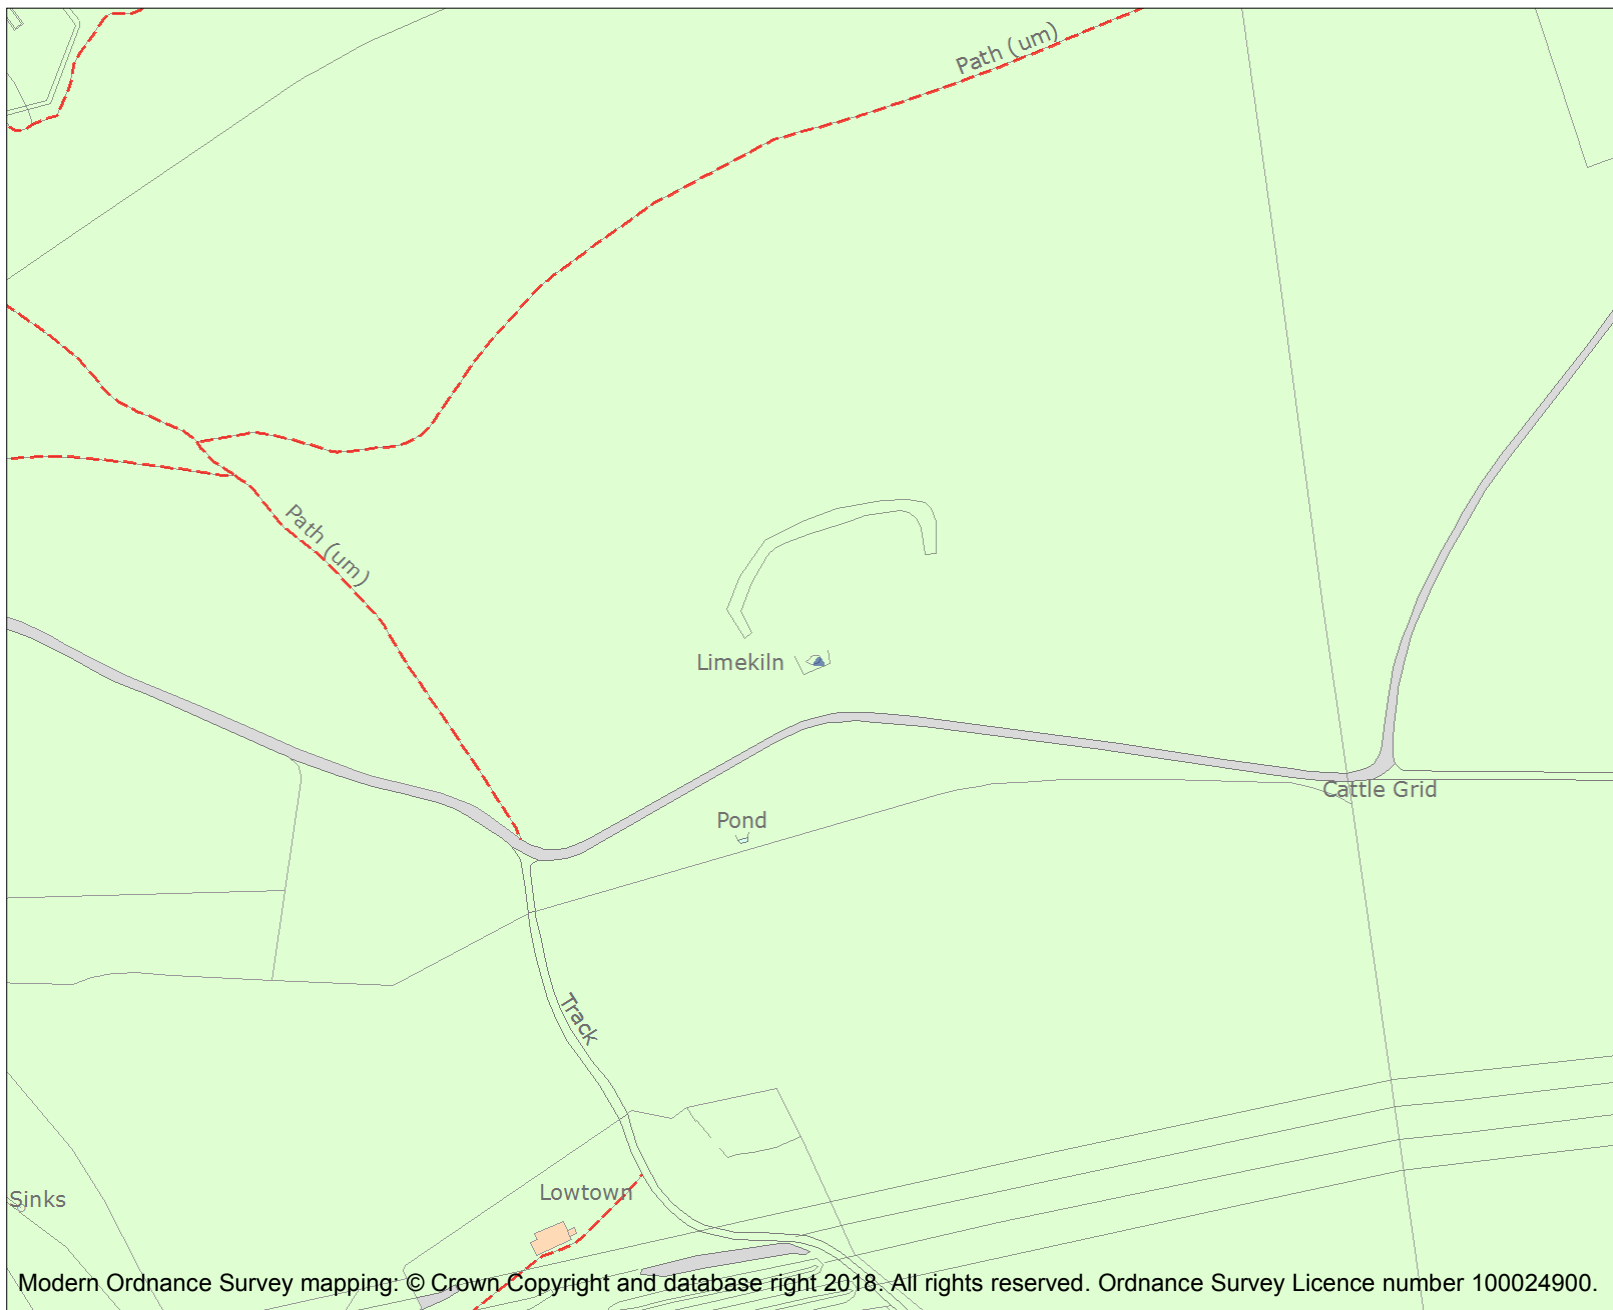 Path (um)
Path (um)
Limekiln
Cattle Grid
Pond
Track
Lowtown
Sinks
Modern Ordnance Survey mapping: © Crown Copyright and database right 2018. All rights reserved. Ordnance Survey Licence number 100024900.